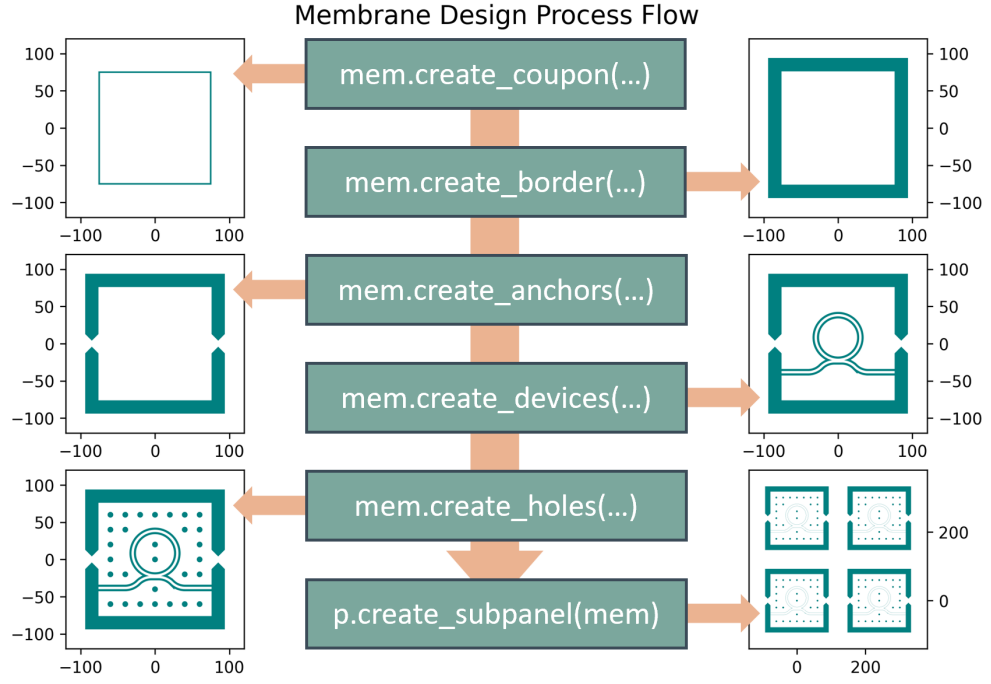 Membrane Design Process Flow
100
50
0
−50
−100
−100 0 100
mem.create_coupon(...)
mem.create_border(...)
100
50
0
−50
−100
−100 0 100
100
50
0
−50
−100
−100 0 100
mem.create_anchors(...)
mem.create_devices(...)
100
50
0
−50
−100
−100 0 100
100
50
0
−50
−100
−100 0 100
mem.create_holes(...)
p.create_subpanel(mem)
200
0
0 200